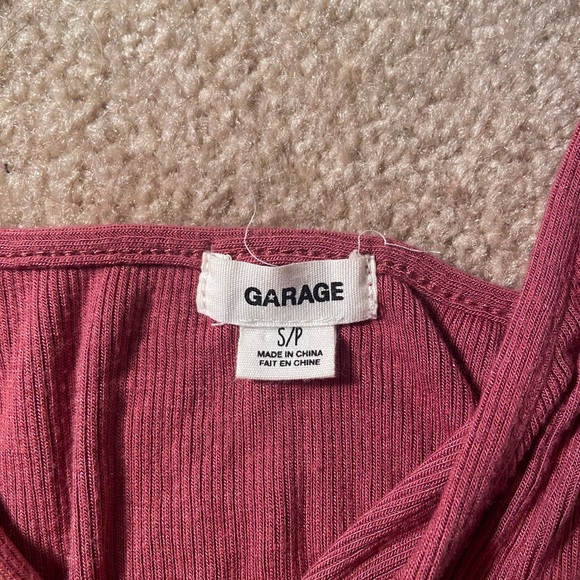 GARAGE
S/P
MADE IN CHINA
FAIT EN CHINE